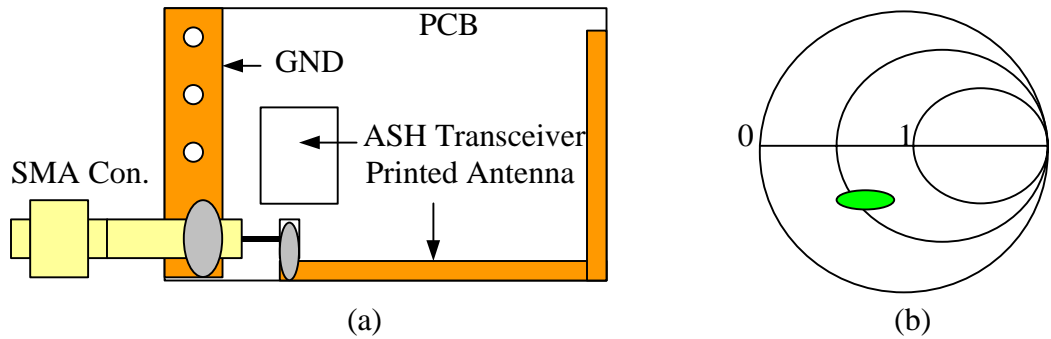 PCB
GND
ASH Transceiver
Printed Antenna
SMA Con.
0
1
(a)
(b)